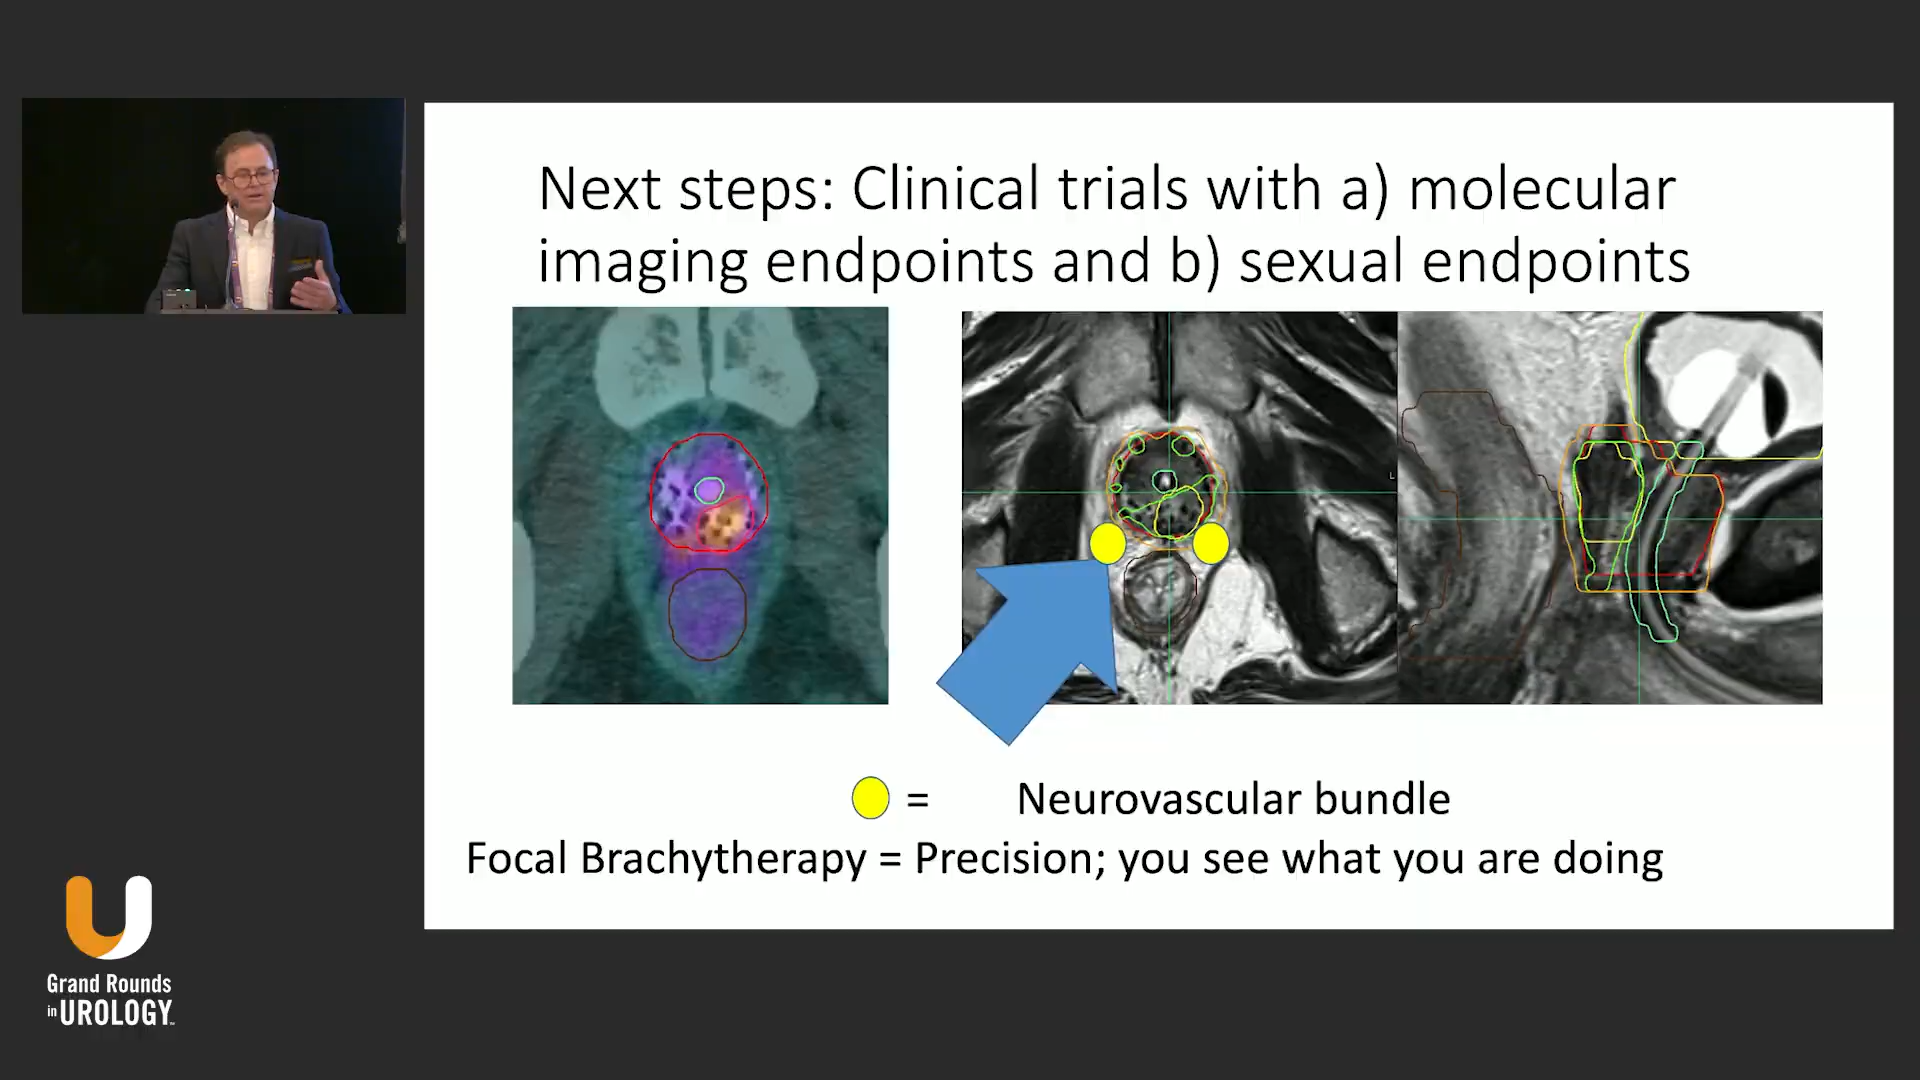 Next steps: Clinical trials with a) molecular
imaging endpoints and b) sexual endpoints
L
= Neurovascular bundle
Focal Brachytherapy = Precision; you see what you are doing
Grand Rounds
in UROLOGY™